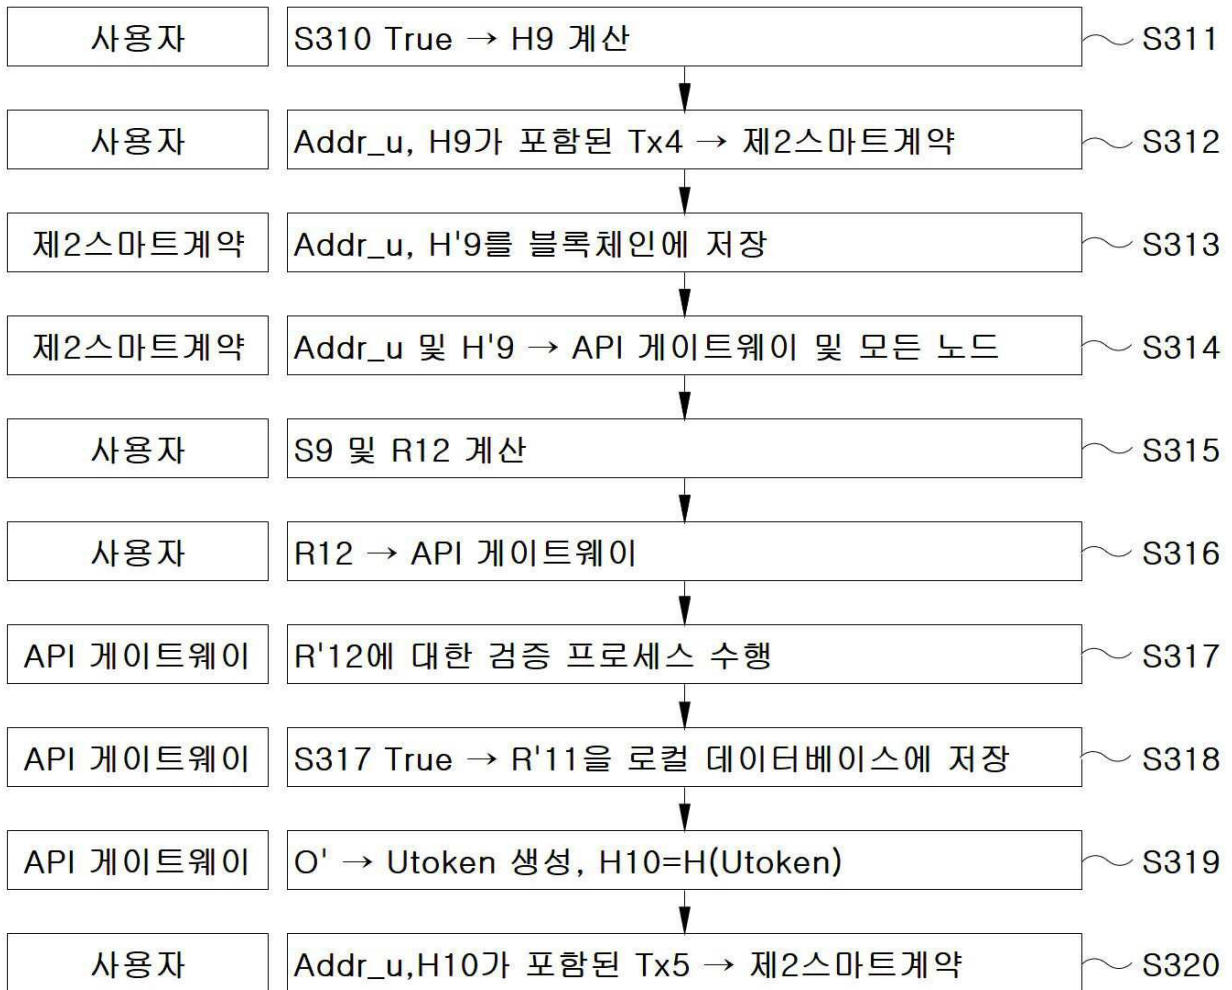 사용자 S310 True → H9 계산 S311
사용자 Addr_u, H9가 포함된 Tx4 → 제2스마트계약 S312
제2스마트계약 Addr_u, H'9를 블록체인에 저장 S313
제2스마트계약 Addr_u 및 H'9 → API 게이트웨이 및 모든 노드 S314
사용자 S9 및 R12 계산 S315
사용자 R12 → API 게이트웨이 S316
API 게이트웨이 R'12에 대한 검증 프로세스 수행 S317
API 게이트웨이 S317 True → R'11을 로컬 데이터베이스에 저장 S318
API 게이트웨이 O' → Utoken 생성, H10=H(Utoken) S319
사용자 Addr_u,H10가 포함된 Tx5 → 제2스마트계약 S320